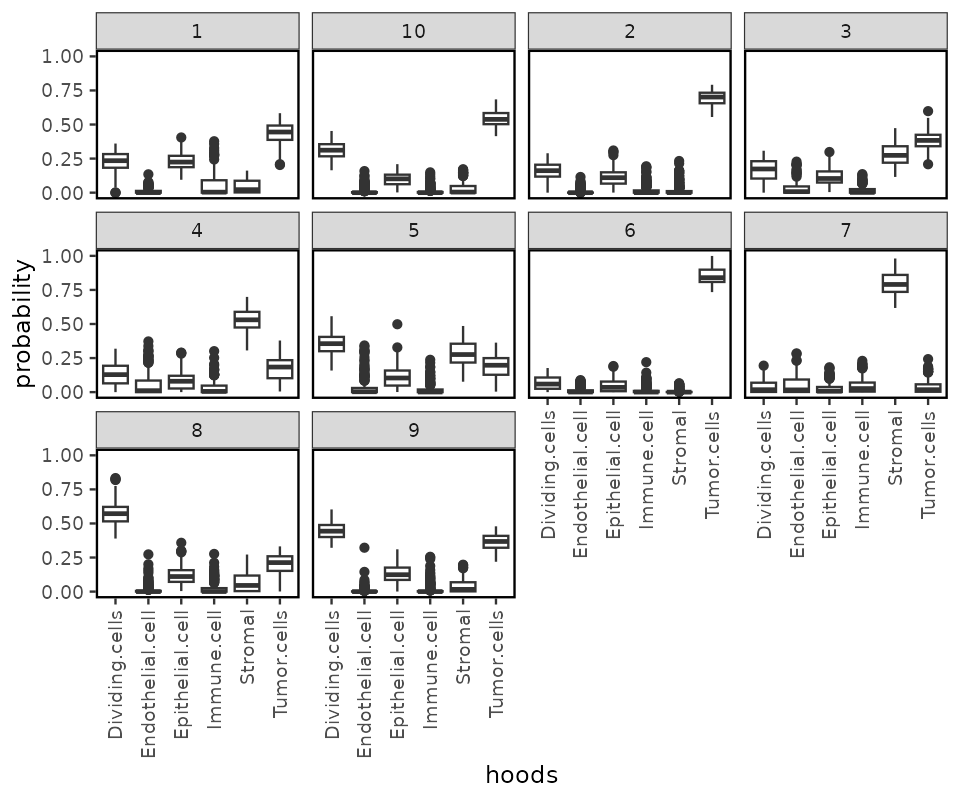 1 10 2 3
1.00
0.75
0.50
0.25
0.00
4 5 6 7
1.00
0.75
0.50
0.25
0.00
probability
8 9
1.00
0.75
0.50
0.25
0.00
Dividing.cells
Endothelial.cell
Epithelial.cell
Immune.cell
Stromal
Tumor.cells
Dividing.cells
Endothelial.cell
Epithelial.cell
Immune.cell
Stromal
Tumor.cells
Dividing.cells
Endothelial.cell
Epithelial.cell
Immune.cell
Stromal
Tumor.cells
Dividing.cells
Endothelial.cell
Epithelial.cell
Immune.cell
Stromal
Tumor.cells
hoods